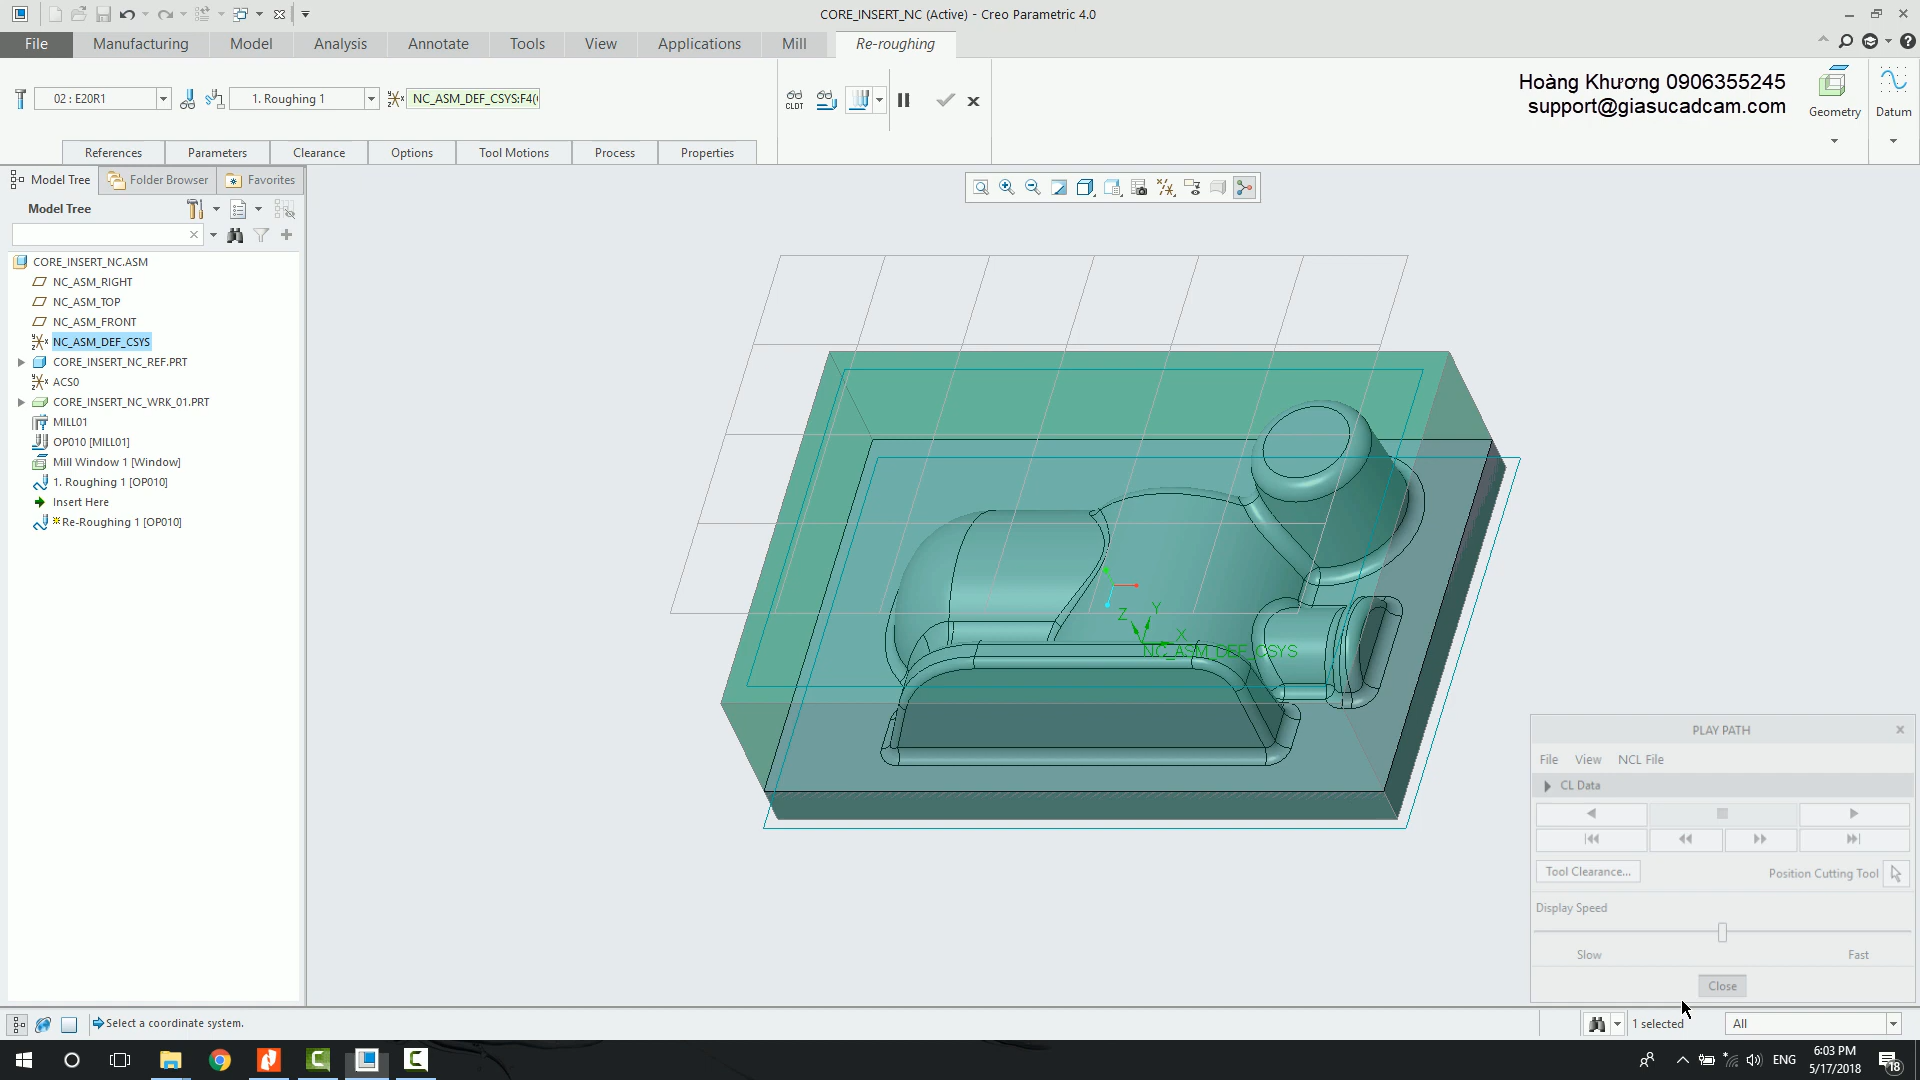 CORE_INSERT_NC (Active) - Creo Parametric 4.0
File
Manufacturing
Model
Analysis
Annotate
Tools
View
Applications
Mill
Re-roughing
02 : E20R1
1. Roughing 1
NC_ASM_DEF_CSYS:F4(
CLDT
Hoàng Khương 0906355245
support@giasucadcam.com
Geometry
Datum
References
Parameters
Clearance
Options
Tool Motions
Process
Properties
Model Tree
Folder Browser
Favorites
Model Tree
CORE_INSERT_NC.ASM
NC_ASM_RIGHT
NC_ASM_TOP
NC_ASM_FRONT
NC_ASM_DEF_CSYS
CORE_INSERT_NC_REF.PRT
ACS0
CORE_INSERT_NC_WRK_01.PRT
MILL01
OP010 [MILL01]
Mill Window 1 [Window]
1. Roughing 1 [OP010]
Insert Here
Re-Roughing 1 [OP010]
Z
Y
X
NC_ASM_DEF_CSYS
PLAY PATH
File
View
NCL File
CL Data
Tool Clearance...
Position Cutting Tool
Display Speed
Slow
Fast
Close
Select a coordinate system.
1 selected
All
ENG
6:03 PM
5/17/2018
18